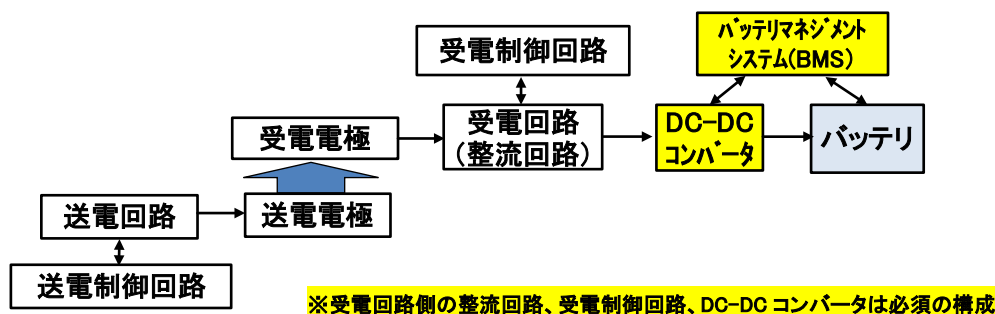 バッテリマネジメント
システム(BMS)
受電制御回路
受電回路
(整流回路)
DC-DC
コンバータ
バッテリ
受電電極
送電回路
送電電極
送電制御回路
※受電回路側の整流回路、受電制御回路、DC-DCコンバータは必須の構成